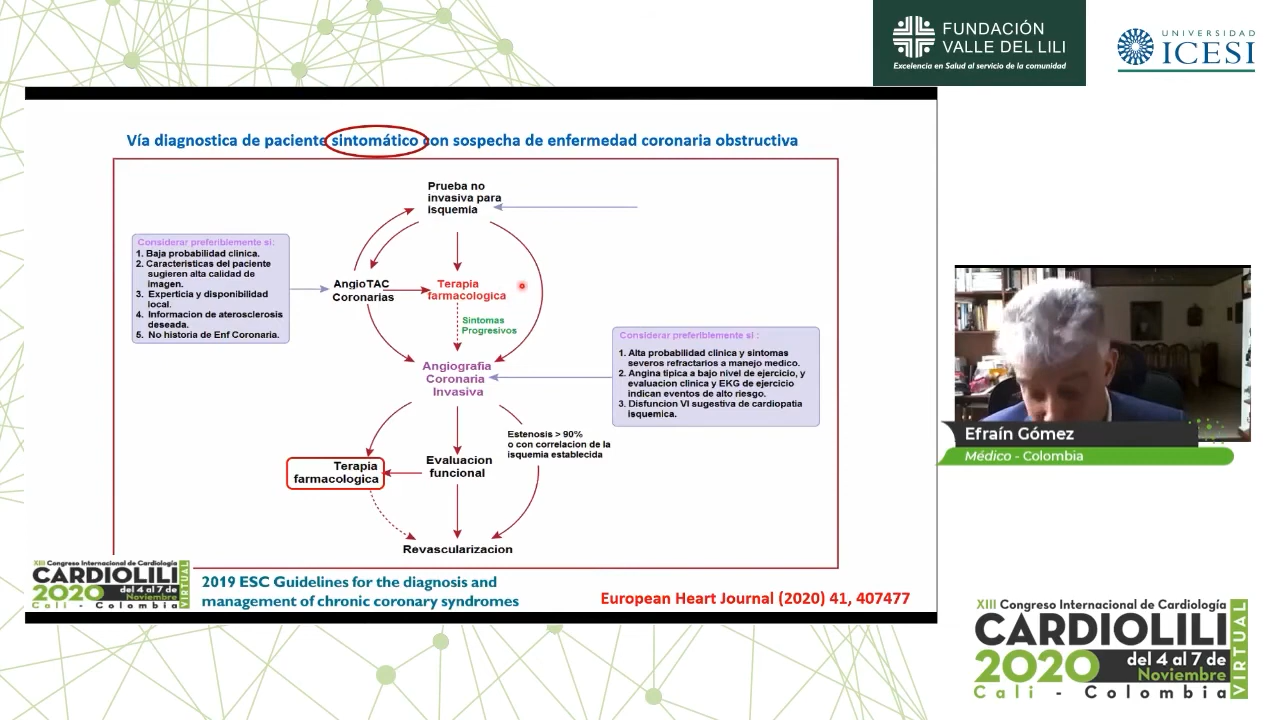 FUNDACIÓN
VALLE DEL LILI
Excelencia en Salud al servicio de la comunidad
UNIVERSIDAD
ICESI
Vía diagnostica de paciente sintomático con sospecha de enfermedad coronaria obstructiva
Prueba no
invasiva para
isquemia
Considerar preferiblemente si:
1. Baja probabilidad clinica.
2. Caracteristicas del paciente
sugieren alta calidad de
imagen.
3. Experticia y disponibilidad
local.
4. Informacion de aterosclerosis
deseada.
5. No historia de Enf Coronaria.
AngioTAC
Coronarias
Terapia
farmacologica
Sintomas
Progresivos
Considerar preferiblemente si :
1. Alta probabilidad clinica y sintomas
severos refractarios a manejo medico.
2. Angina tipica a bajo nivel de ejercicio, y
evaluacion clinica y EKG de ejercicio
indican eventos de alto riesgo.
3. Disfuncion VI sugestiva de cardiopatia
isquemica.
Angiografia
Coronaria
Invasiva
Estenosis > 90%
o con correlacion de la
isquemia establecida
Terapia
farmacologica
Evaluacion
funcional
Revascularizacion
XIII Congreso Internacional de Cardiología
CARDIOLILI
2020 del 4 al 7 de
Noviembre
Cali - Colombia
VIRTUAL
2019 ESC Guidelines for the diagnosis and
management of chronic coronary syndromes
European Heart Journal (2020) 41, 407477
Efraín Gómez
Médico - Colombia
XIII Congreso Internacional de Cardiología
CARDIOLILI
2020 del 4 al 7 de
Noviembre
Cali - Colombia
VIRTUAL